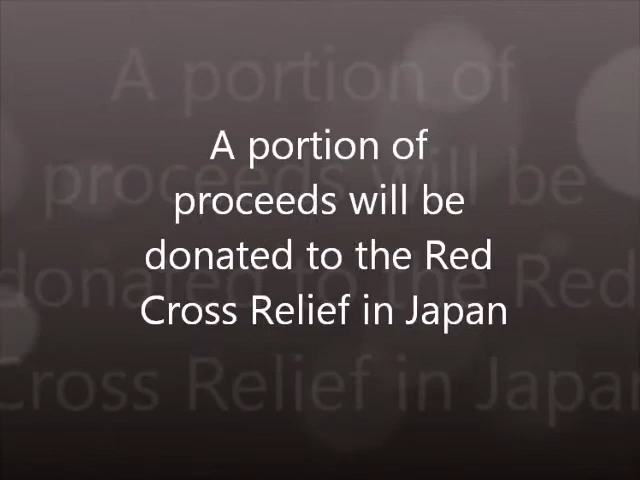 A portion of
proceeds will be
donated to the Red
Cross Relief in Japan